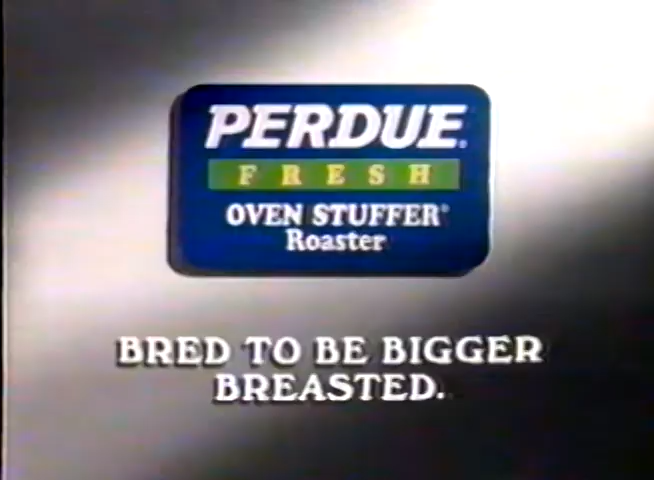 PERDUE®
FRESH
OVEN STUFFER®
Roaster
BRED TO BE BIGGER
BREASTED.